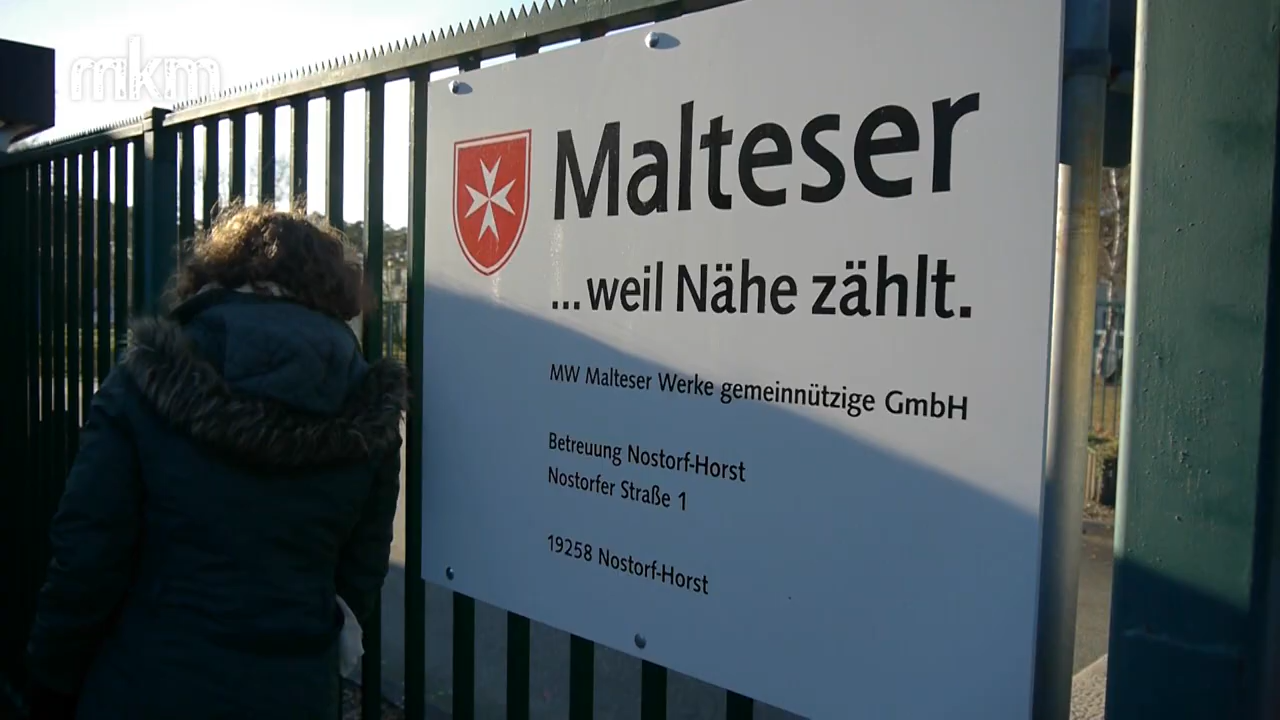 mkm
Malteser
...weil Nähe zählt.
MW Malteser Werke gemeinnützige GmbH
Betreuung Nostorf-Horst
Nostorfer Straße 1
19258 Nostorf-Horst